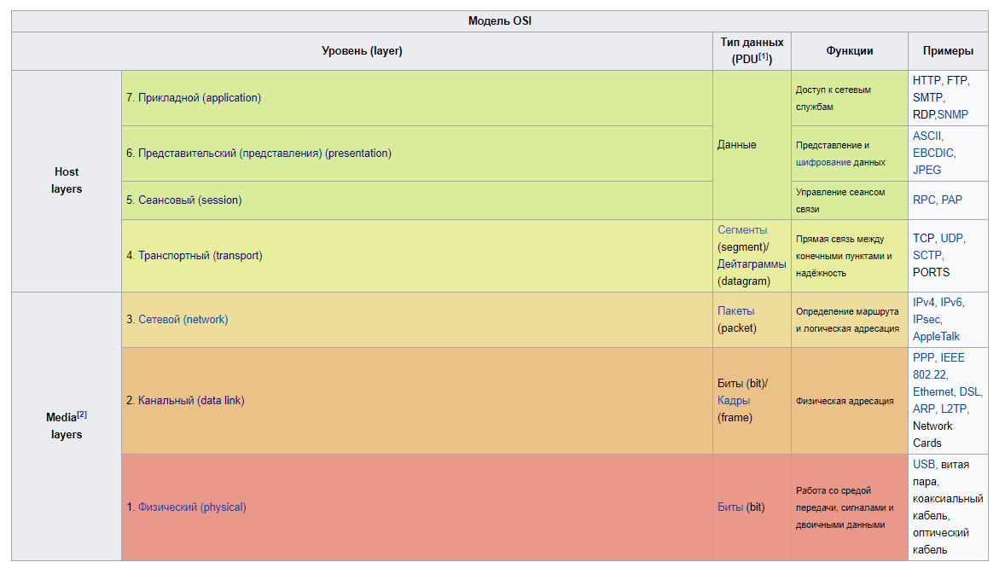 Модель OSI
Уровень (layer)
Тип данных
(PDU[1])
Функции
Примеры
Host
layers
7. Прикладной (application)
Данные
Доступ к сетевым
службам
HTTP, FTP,
SMTP,
RDP,SNMP
6. Представительский (представления) (presentation)
Представление и
шифрование данных
ASCII,
EBCDIC,
JPEG
5. Сеансовый (session)
Управление сеансом
связи
RPC, PAP
4. Транспортный (transport)
Сегменты
(segment)/
Дейтаграммы
(datagram)
Прямая связь между
конечными пунктами и
надёжность
TCP, UDP,
SCTP,
PORTS
Media[2]
layers
3. Сетевой (network)
Пакеты
(packet)
Определение маршрута
и логическая адресация
IPv4, IPv6,
IPsec,
AppleTalk
2. Канальный (data link)
Биты (bit)/
Кадры
(frame)
Физическая адресация
PPP, IEEE
802.22,
Ethernet, DSL,
ARP, L2TP,
Network
Cards
1. Физический (physical)
Биты (bit)
Работа со средой
передачи, сигналами и
двоичными данными
USB, витая
пара,
коаксиальный
кабель,
оптический
кабель